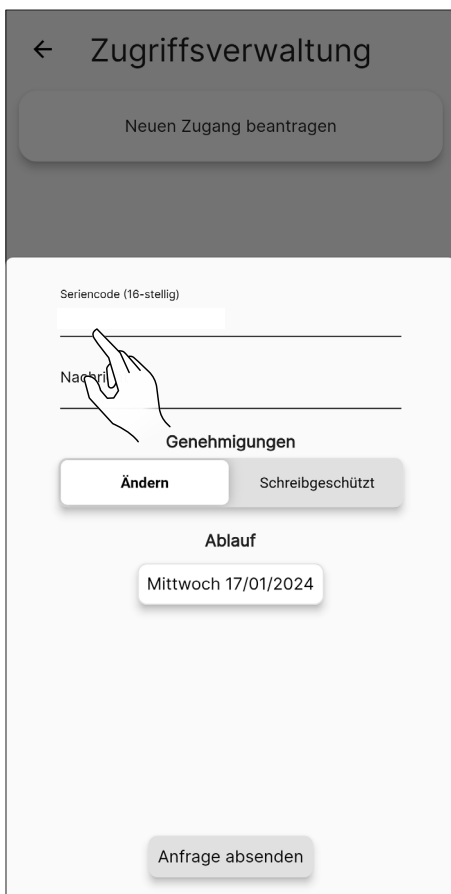 Zugriffsverwaltung
Neuen Zugang beantragen
Seriencode (16-stellig)
Genehmigungen
Ändern
Schreibgeschützt
Ablauf
Mittwoch 17/01/2024
Anfrage absenden